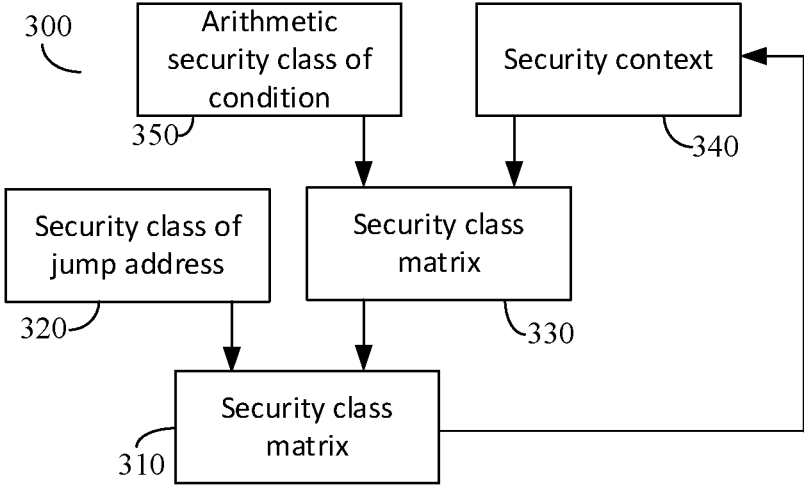 300
Arithmetic
security class of
condition
350
Security context
340
Security class of
jump address
320
Security class
matrix
330
Security class
matrix
310